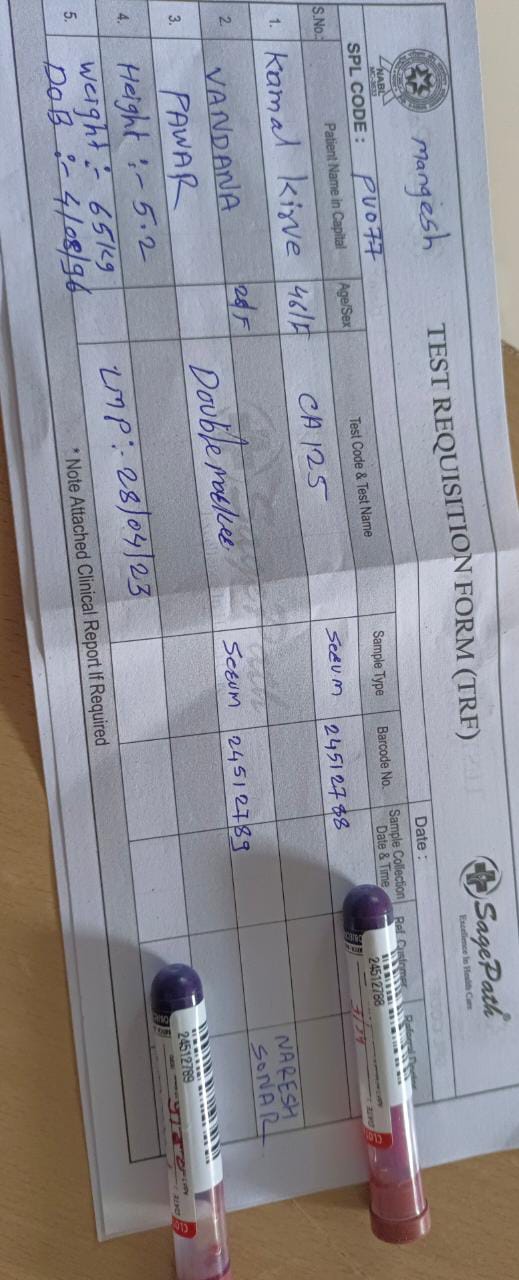 NABL
mangesh
TEST REQUISITION FORM (TRF)
SagePath
Excellence In Health Care
SPL CODE : PU077
Date :
S.No. Patient Name in Capital Age/Sex Test Code & Test Name Sample Type Barcode No. Sample Collection Date & Time Ref. Customer
1. Kamal Kirve 46/F CA 125 Serum 24512788
2. VANDANA 28/F Double marker Serum 24512789 NARESH SONAR
3. PAWAR
4. Height :- 5.2 LMP :- 28/04/23
5. weight :- 65kg
DoB :- 4/08/96
* Note Attached Clinical Report If Required
24512788
24512789